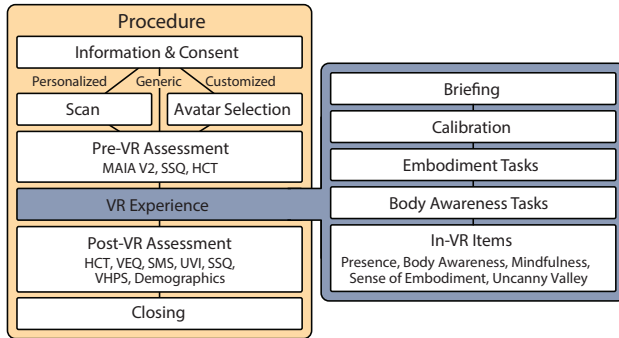 Procedure
Information & Consent
Personalized Generic Customized
Scan
Avatar Selection
Pre-VR Assessment
MAIA V2, SSQ, HCT
VR Experience
Post-VR Assessment
HCT, VEQ, SMS, UVI, SSQ,
VHPS, Demographics
Closing
Briefing
Calibration
Embodiment Tasks
Body Awareness Tasks
In-VR Items
Presence, Body Awareness, Mindfulness,
Sense of Embodiment, Uncanny Valley